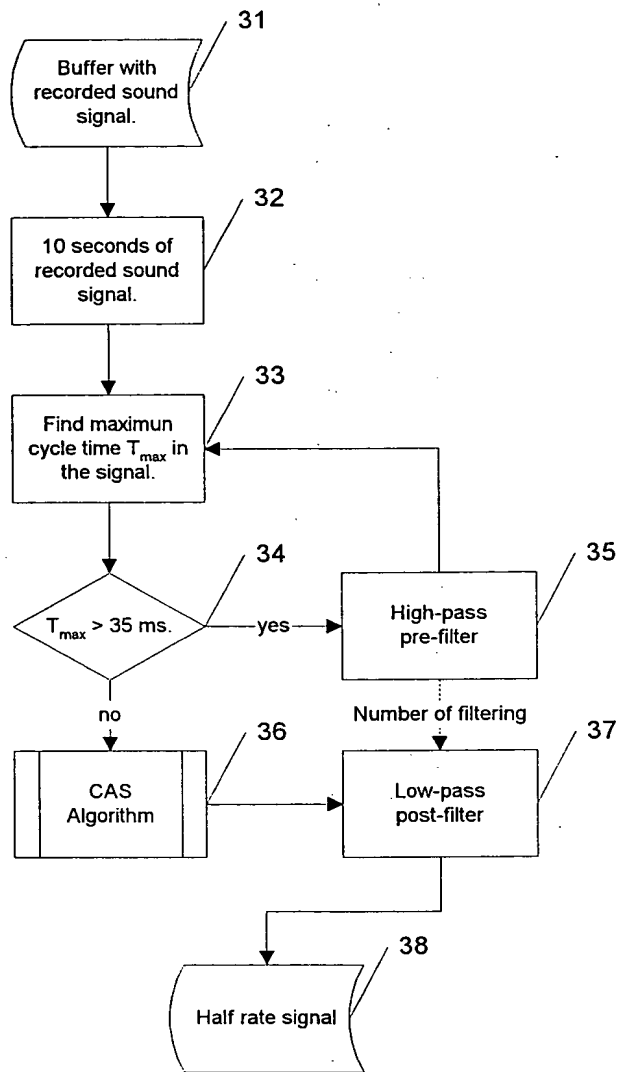 31
Buffer with
recorded sound
signal.
32
10 seconds of
recorded sound
signal.
33
Find maximun
cycle time Tmax in
the signal.
34
Tmax > 35 ms.
yes
35
High-pass
pre-filter
no
Number of filtering
36
CAS
Algorithm
37
Low-pass
post-filter
38
Half rate signal